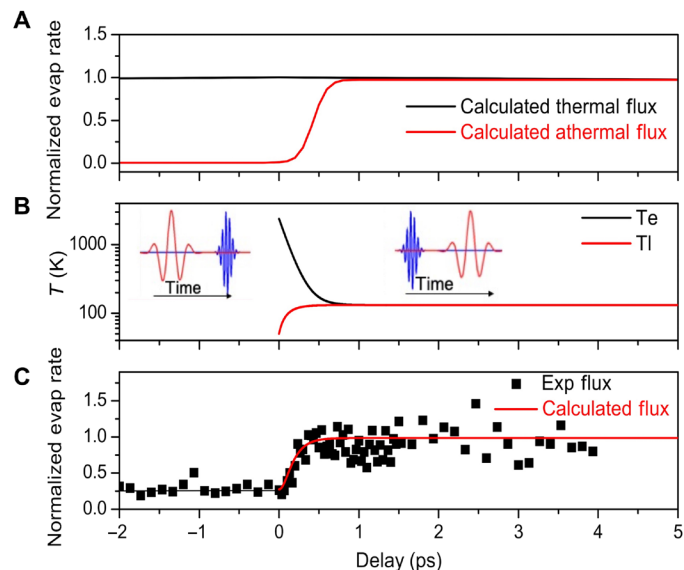 A
Normalized evap rate
1.5
1.0
0.5
0.0
Calculated thermal flux
Calculated athermal flux
B
T (K)
1000
100
Time
Time
Te
Tl
C
Normalized evap rate
1.5
1.0
0.5
0.0
Exp flux
Calculated flux
–2 –1 0 1 2 3 4 5
Delay (ps)